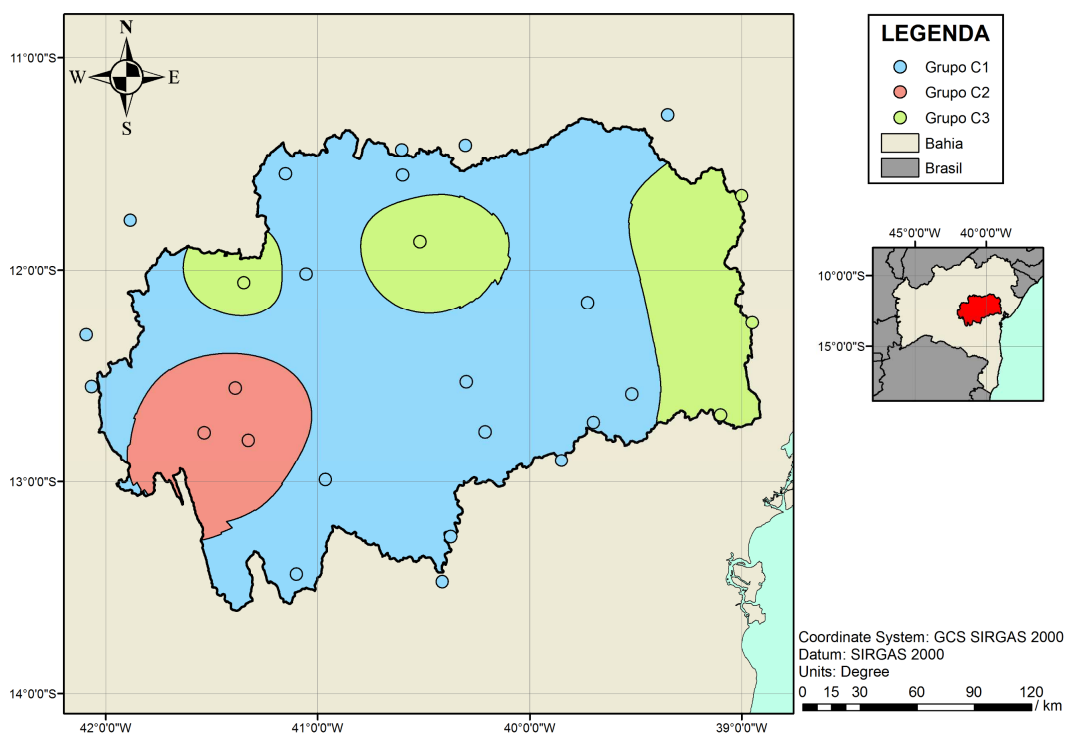 N
W E
S
11°0'0"S
12°0'0"S
13°0'0"S
14°0'0"S
42°0'0"W 41°0'0"W 40°0'0"W 39°0'0"W
LEGENDA
Grupo C1
Grupo C2
Grupo C3
Bahia
Brasil
45°0'0"W 40°0'0"W
10°0'0"S
15°0'0"S
Coordinate System: GCS SIRGAS 2000
Datum: SIRGAS 2000
Units: Degree
0 15 30 60 90 120
/ km